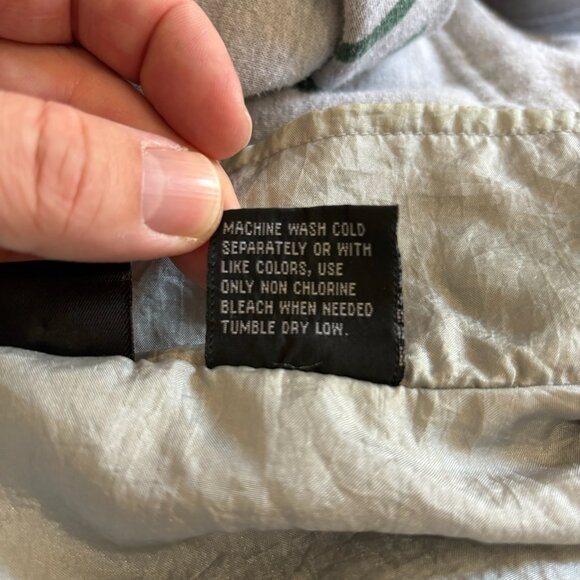 MACHINE WASH COLD
SEPARATELY OR WITH
LIKE COLORS, USE
ONLY NON CHLORINE
BLEACH WHEN NEEDED
TUMBLE DRY LOW.